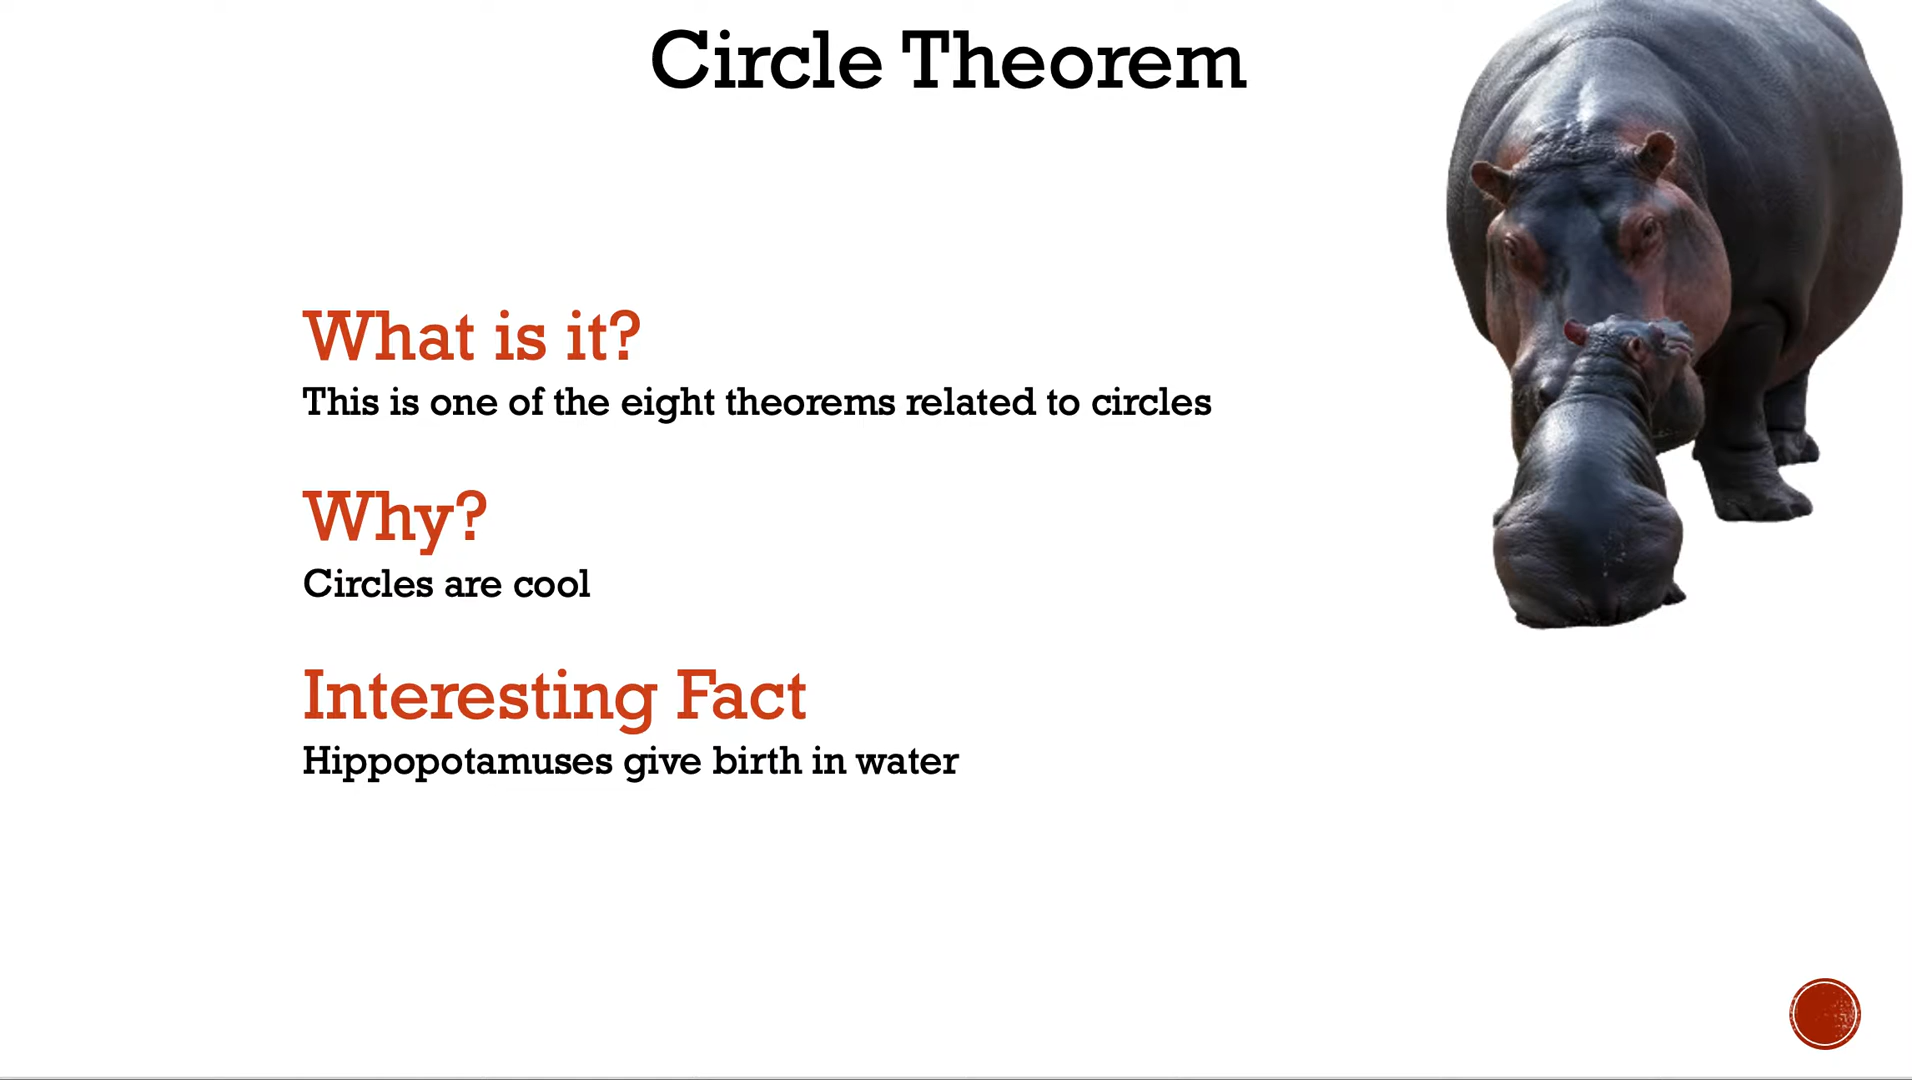 Circle Theorem
What is it?
This is one of the eight theorems related to circles
Why?
Circles are cool
Interesting Fact
Hippopotamuses give birth in water